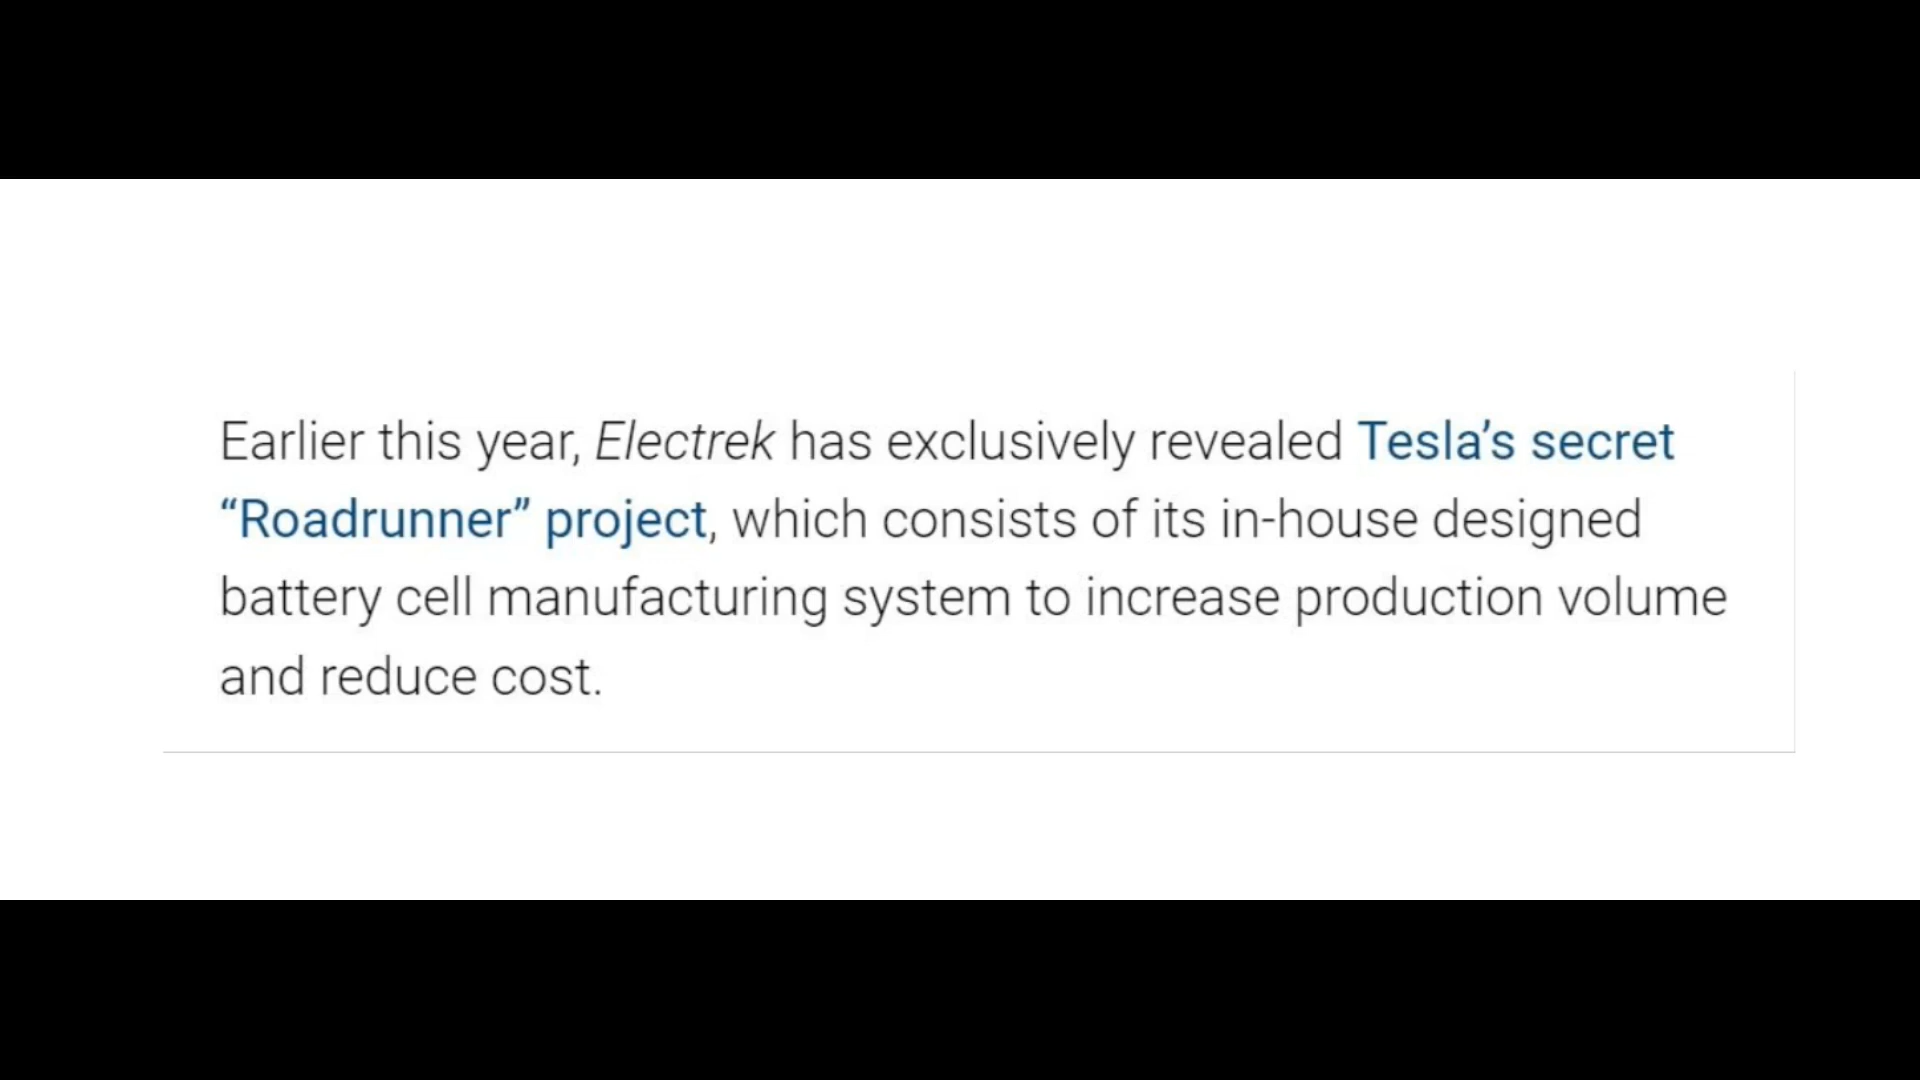 Earlier this year, Electrek has exclusively revealed Tesla’s secret
“Roadrunner” project, which consists of its in-house designed
battery cell manufacturing system to increase production volume
and reduce cost.